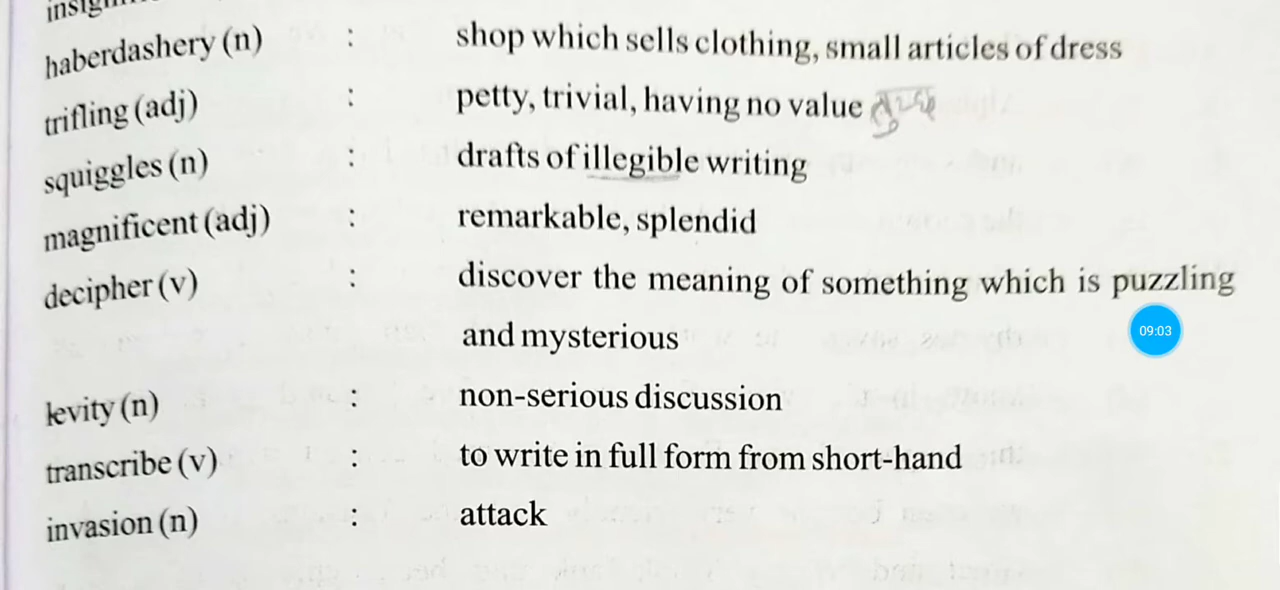 haberdashery (n) : shop which sells clothing, small articles of dress
trifling (adj) : petty, trivial, having no value
squiggles (n) : drafts of illegible writing
magnificent (adj) : remarkable, splendid
decipher (v) : discover the meaning of something which is puzzling
and mysterious
09:03
levity (n) : non-serious discussion
transcribe (v) : to write in full form from short-hand
invasion (n) : attack